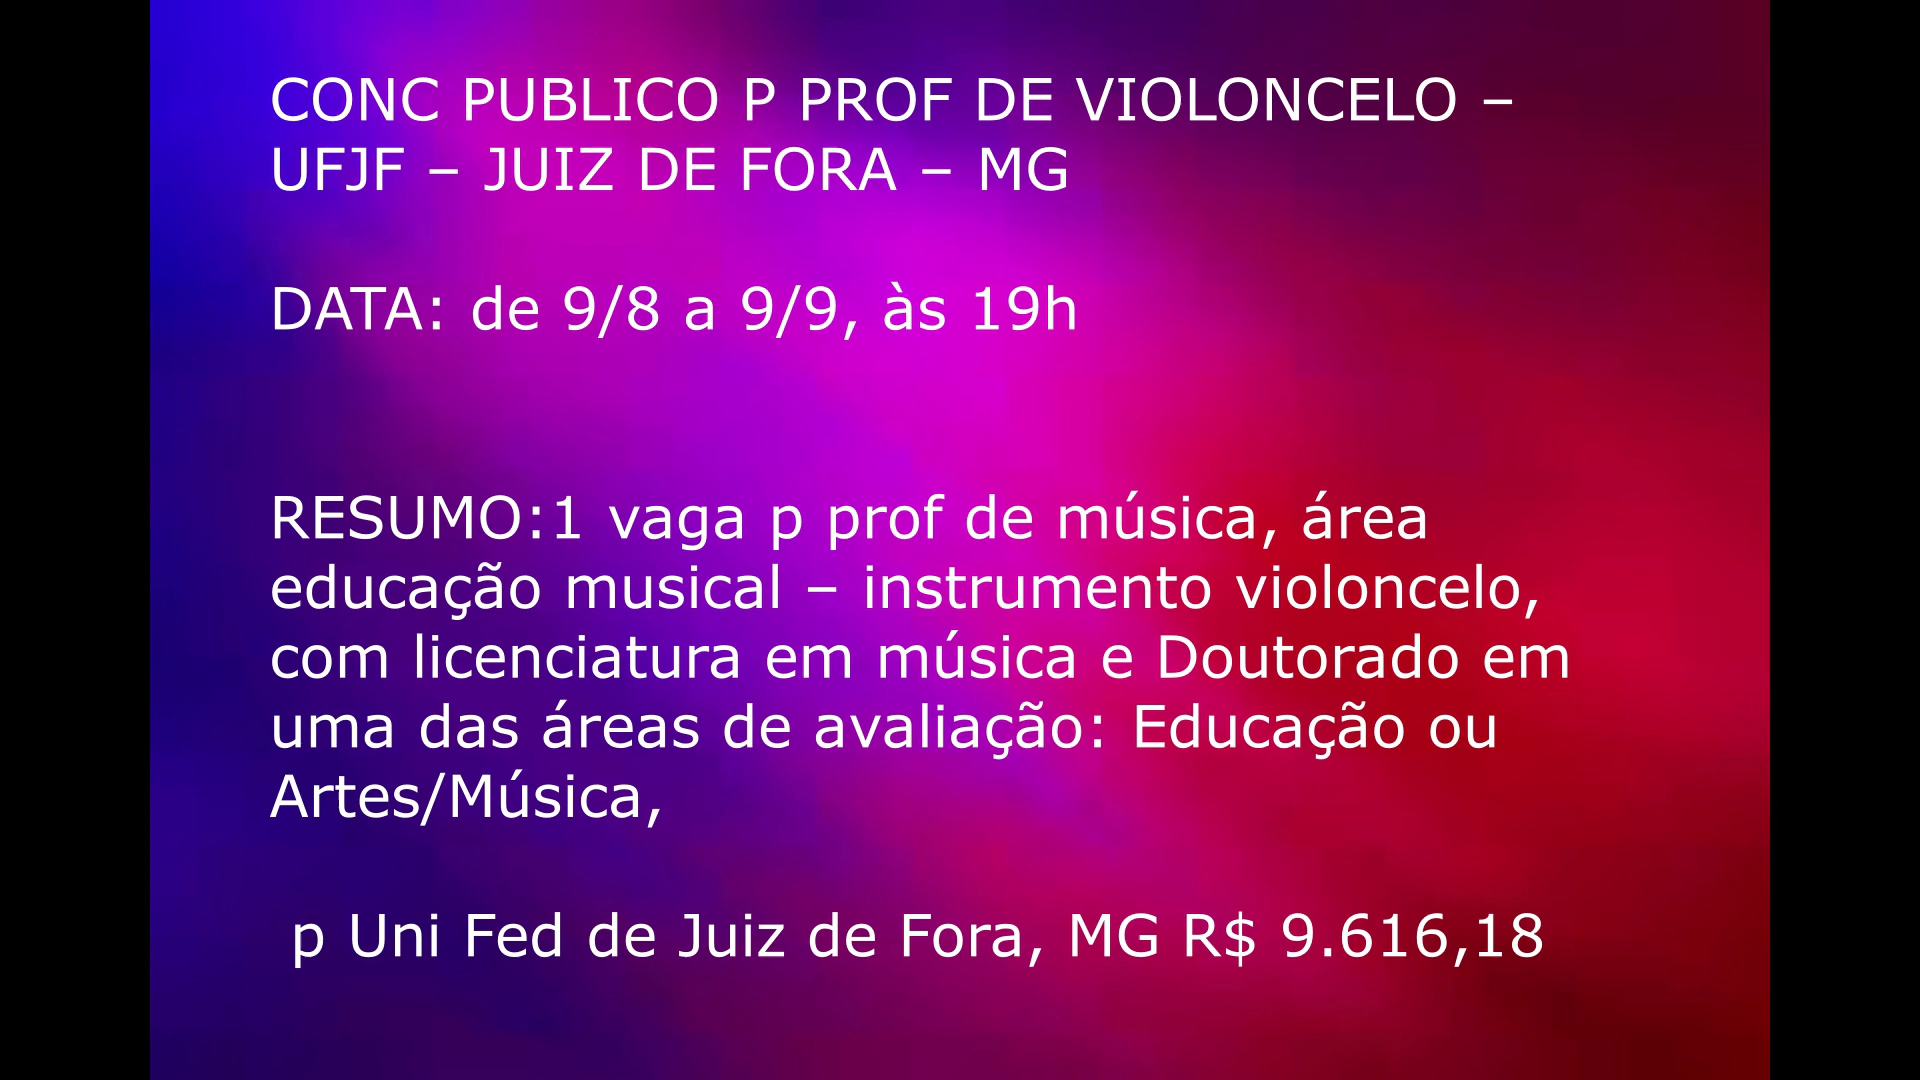 CONC PUBLICO P PROF DE VIOLONCELO –
UFJF – JUIZ DE FORA – MG
DATA: de 9/8 a 9/9, às 19h
RESUMO:1 vaga p prof de música, área
educação musical – instrumento violoncelo,
com licenciatura em música e Doutorado em
uma das áreas de avaliação: Educação ou
Artes/Música,
p Uni Fed de Juiz de Fora, MG R$ 9.616,18